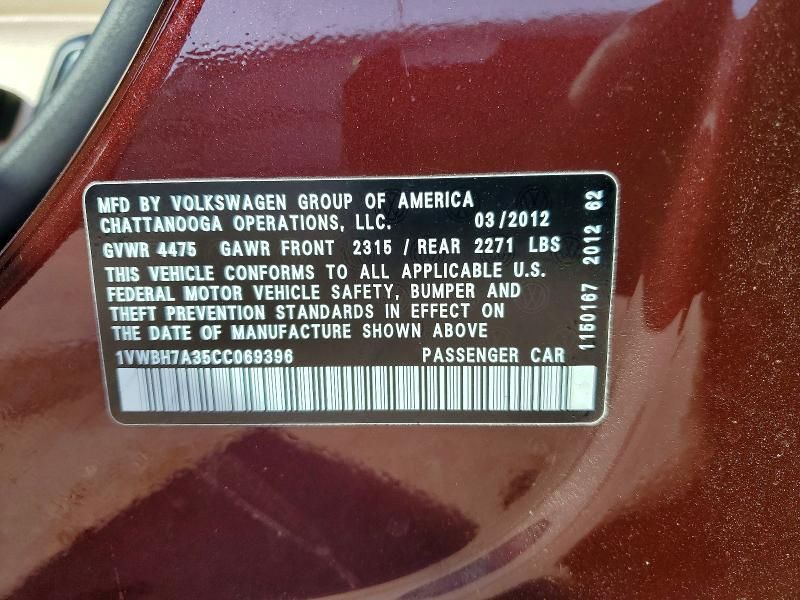 MFD BY VOLKSWAGEN GROUP OF AMERICA
CHATTANOOGA OPERATIONS, LLC. 03/2012
GVWR 4475 GAWR FRONT 2315 / REAR 2271 LBS
THIS VEHICLE CONFORMS TO ALL APPLICABLE U.S.
FEDERAL MOTOR VEHICLE SAFETY, BUMPER AND
THEFT PREVENTION STANDARDS IN EFFECT ON
THE DATE OF MANUFACTURE SHOWN ABOVE
1VWBH7A35CC069396 PASSENGER CAR
1150167 2012 62